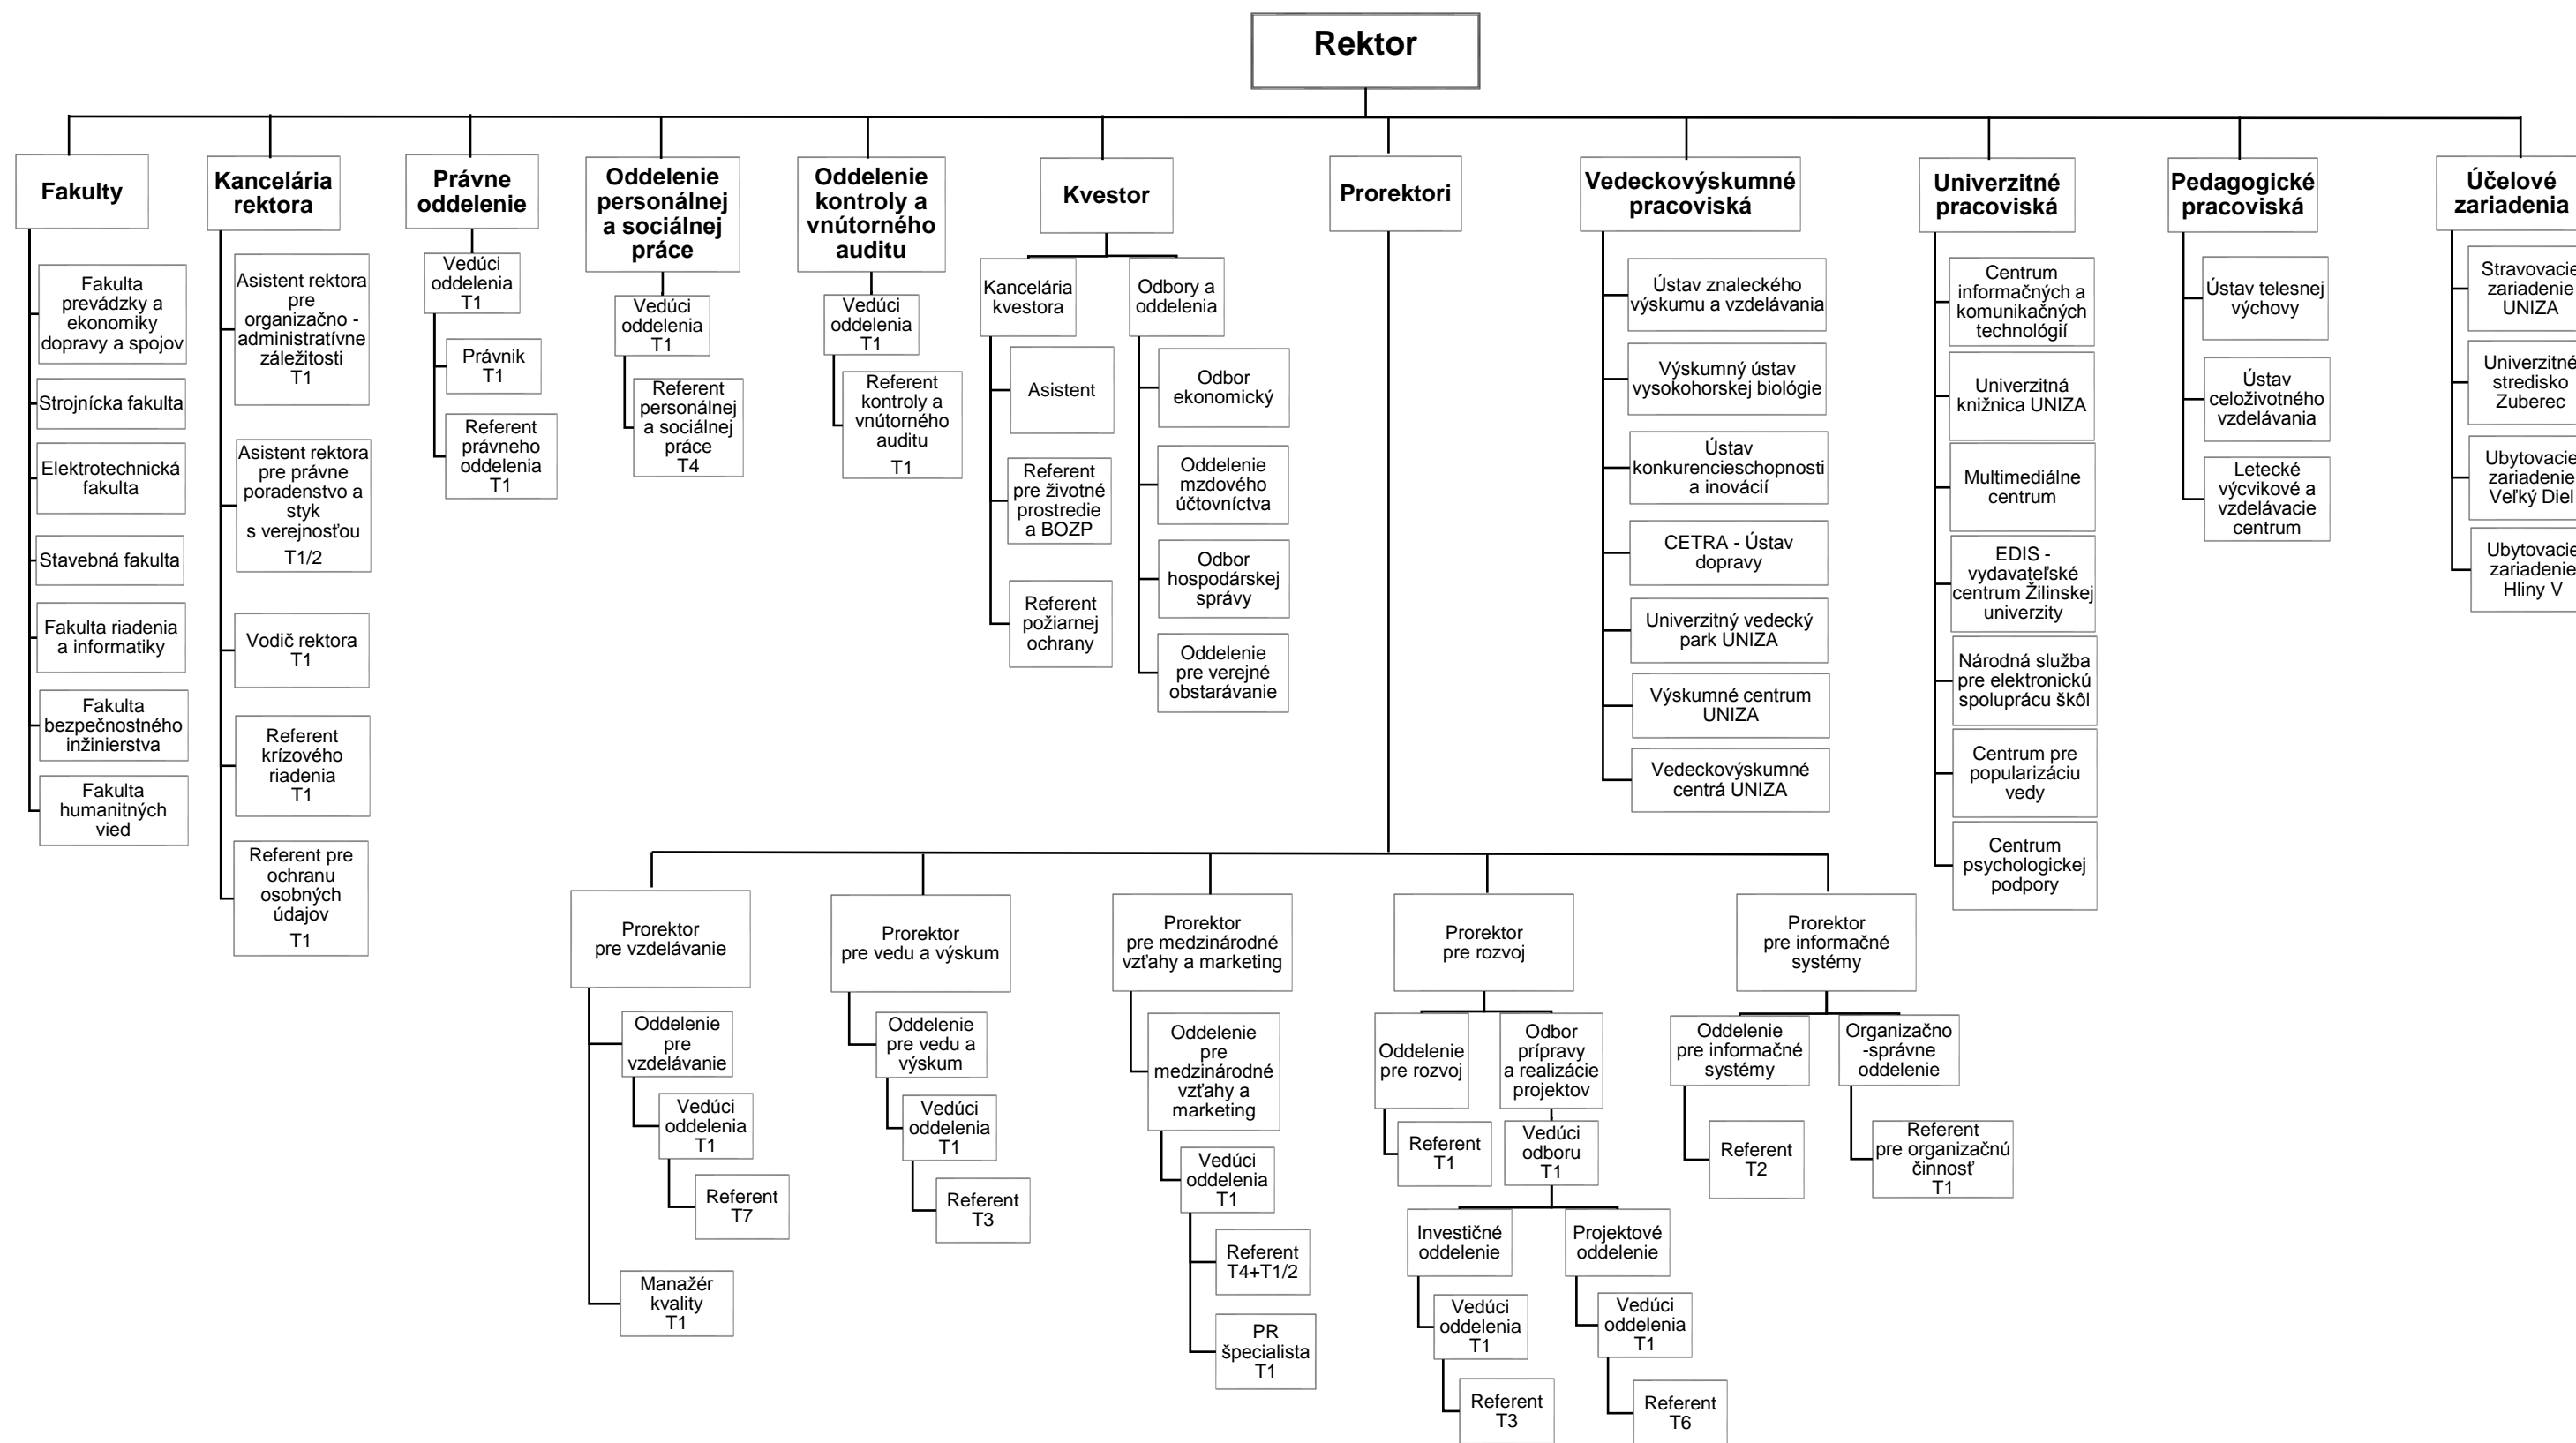 Rektor
Fakulty
Fakulta
prevádzky a
ekonomiky
dopravy a spojov
Strojnícka fakulta
Elektrotechnická
fakulta
Stavebná fakulta
Fakulta riadenia
a informatiky
Fakulta
bezpečnostného
inžinierstva
Fakulta
humanitných
vied
Kancelária
rektora
Asistent rektora
pre
organizačno -
administratívne
záležitosti
T1
Asistent rektora
pre právne
poradenstvo a
styk
s verejnosťou
T1/2
Vodič rektora
T1
Referent
krízového
riadenia
T1
Referent pre
ochranu
osobných
údajov
T1
Právne
oddelenie
Vedúci
oddelenia
T1
Právnik
T1
Referent
právneho
oddelenia
T1
Oddelenie
personálnej
a sociálnej
práce
Vedúci
oddelenia
T1
Referent
personálnej
a sociálnej
práce
T4
Oddelenie
kontroly a
vnútorného
auditu
Vedúci
oddelenia
T1
Referent
kontroly a
vnútorného
auditu
T1
Kvestor
Kancelária
kvestora
Asistent
Referent
pre životné
prostredie
a BOZP
Referent
požiarnej
ochrany
Odbory a
oddelenia
Odbor
ekonomický
Oddelenie
mzdového
účtovníctva
Odbor
hospodárskej
správy
Oddelenie
pre verejné
obstarávanie
Prorektori
Prorektor
pre vzdelávanie
Oddelenie
pre
vzdelávanie
Vedúci
oddelenia
T1
Referent
T7
Manažér
kvality
T1
Prorektor
pre vedu a výskum
Oddelenie
pre vedu a
výskum
Vedúci
oddelenia
T1
Referent
T3
Prorektor
pre medzinárodné
vzťahy a marketing
Oddelenie
pre
medzinárodné
vzťahy a
marketing
Vedúci
oddelenia
T1
Referent
T4+T1/2
PR
špecialista
T1
Prorektor
pre rozvoj
Oddelenie
pre rozvoj
Referent
T1
Odbor
prípravy
a realizácie
projektov
Vedúci
odboru
T1
Investičné
oddelenie
Vedúci
oddelenia
T1
Referent
T3
Projektové
oddelenie
Vedúci
oddelenia
T1
Referent
T6
Prorektor
pre informačné
systémy
Oddelenie
pre informačné
systémy
Referent
T2
Organizačno
-správne
oddelenie
Referent
pre organizačnú
činnosť
T1
Vedeckovýskumné
pracoviská
Ústav znaleckého
výskumu a vzdelávania
Výskumný ústav
vysokohorskej biológie
Ústav
konkurencieschopnosti
a inovácií
CETRA - Ústav
dopravy
Univerzitný vedecký
park UNIZA
Výskumné centrum
UNIZA
Vedeckovýskumné
centrá UNIZA
Univerzitné
pracoviská
Centrum
informačných a
komunikačných
technológií
Univerzitná
knižnica UNIZA
Multimediálne
centrum
EDIS -
vydavateľské
centrum Žilinskej
univerzity
Národná služba
pre elektronickú
spoluprácu škôl
Centrum pre
popularizáciu
vedy
Centrum
psychologickej
podpory
Pedagogické
pracoviská
Ústav telesnej
výchovy
Ústav
celoživotného
vzdelávania
Letecké
výcvikové a
vzdelávacie
centrum
Účelové
zariadenia
Stravovacie
zariadenie
UNIZA
Univerzitné
stredisko
Zuberec
Ubytovacie
zariadenie
Veľký Diel
Ubytovacie
zariadenie
Hliny V